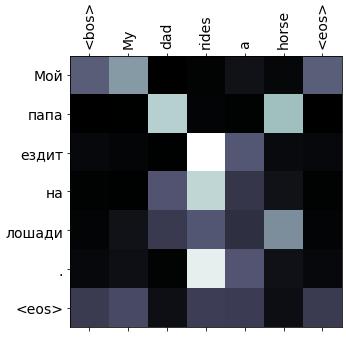 <bos> My dad rides a horse <eos>
Мой
папа
ездит
на
лошади
.
<eos>